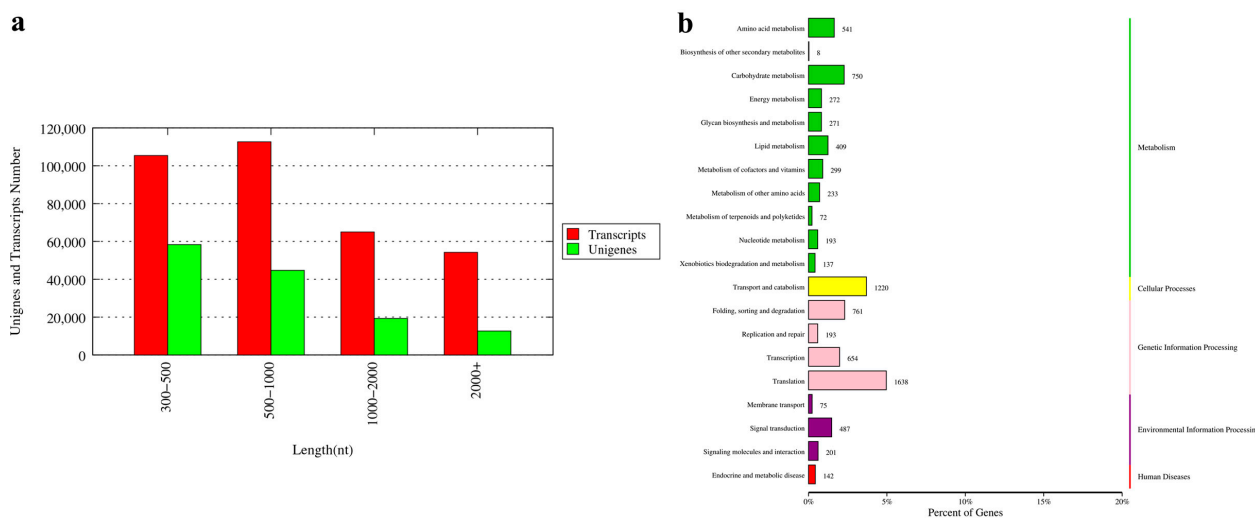 a
Unignes and Transcripts Number
120,000
100,000
80,000
60,000
40,000
20,000
0
300-500
500-1000
1000-2000
2000+
Length(nt)
Transcripts
Unigenes
b
Amino acid metabolism 541
Biosynthesis of other secondary metabolites 8
Carbohydrate metabolism 750
Energy metabolism 272
Glycan biosynthesis and metabolism 271
Lipid metabolism 409
Metabolism of cofactors and vitamins 299
Metabolism of other amino acids 233
Metabolism of terpenoids and polyketides 72
Nucleotide metabolism 193
Xenobiotics biodegradation and metabolism 137
Transport and catabolism 1220
Folding, sorting and degradation 761
Replication and repair 193
Transcription 654
Translation 1638
Membrane transport 75
Signal transduction 487
Signaling molecules and interaction 201
Endocrine and metabolic disease 142
Metabolism
Cellular Processes
Genetic Information Processing
Environmental Information Processin
Human Diseases
0% 5% 10% 15% 20%
Percent of Genes